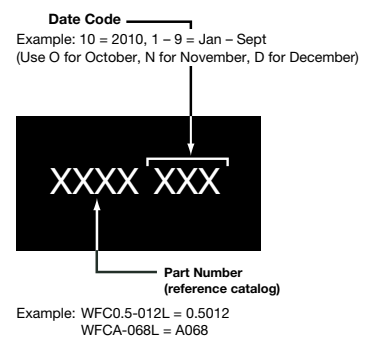 Date Code
Example: 10 = 2010, 1 – 9 = Jan – Sept
(Use O for October, N for November, D for December)
XXXX XXX
Part Number
(reference catalog)
Example: WFC0.5-012L = 0.5012
WFCA-068L = A068